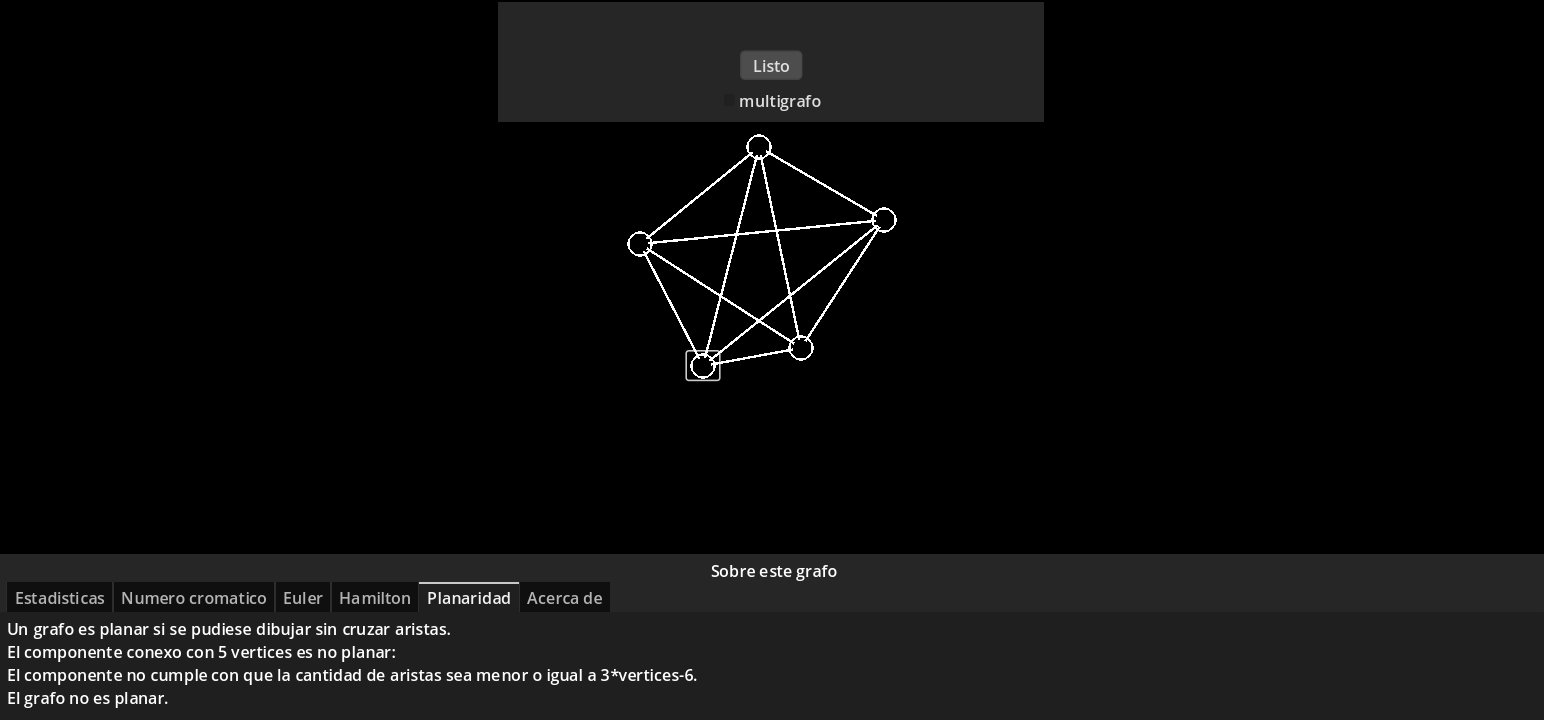 Listo
multigrafo
Sobre este grafo
Estadisticas Numero cromatico Euler Hamilton Planaridad Acerca de
Un grafo es planar si se pudiese dibujar sin cruzar aristas.
El componente conexo con 5 vertices es no planar:
El componente no cumple con que la cantidad de aristas sea menor o igual a 3*vertices-6.
El grafo no es planar.